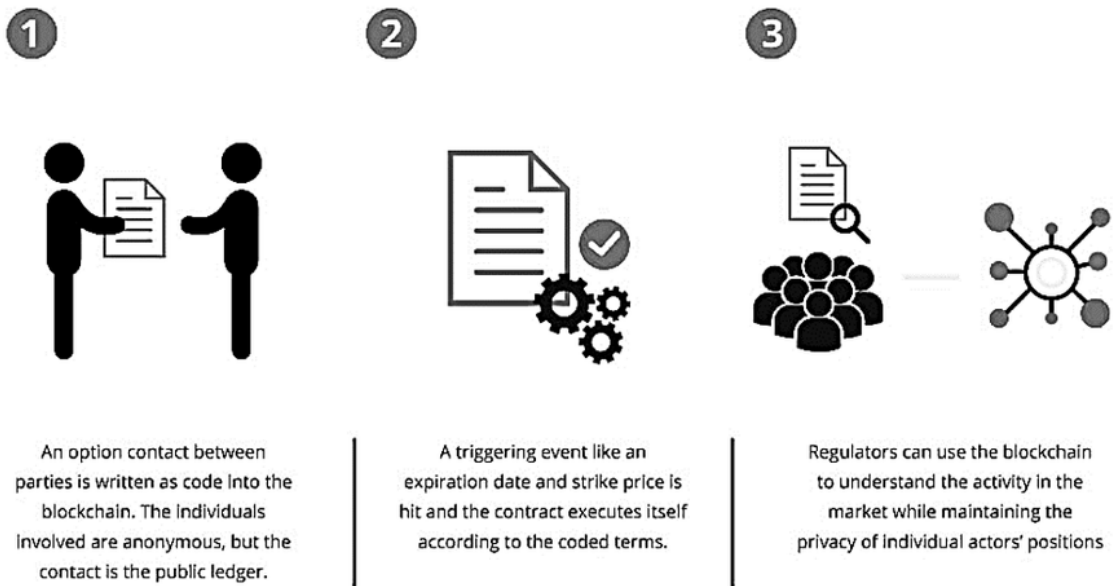 1
An option contact between
parties is written as code into the
blockchain. The individuals
involved are anonymous, but the
contact is the public ledger.
2
A triggering event like an
expiration date and strike price is
hit and the contract executes itself
according to the coded terms.
3
Regulators can use the blockchain
to understand the activity in the
market while maintaining the
privacy of individual actors' positions